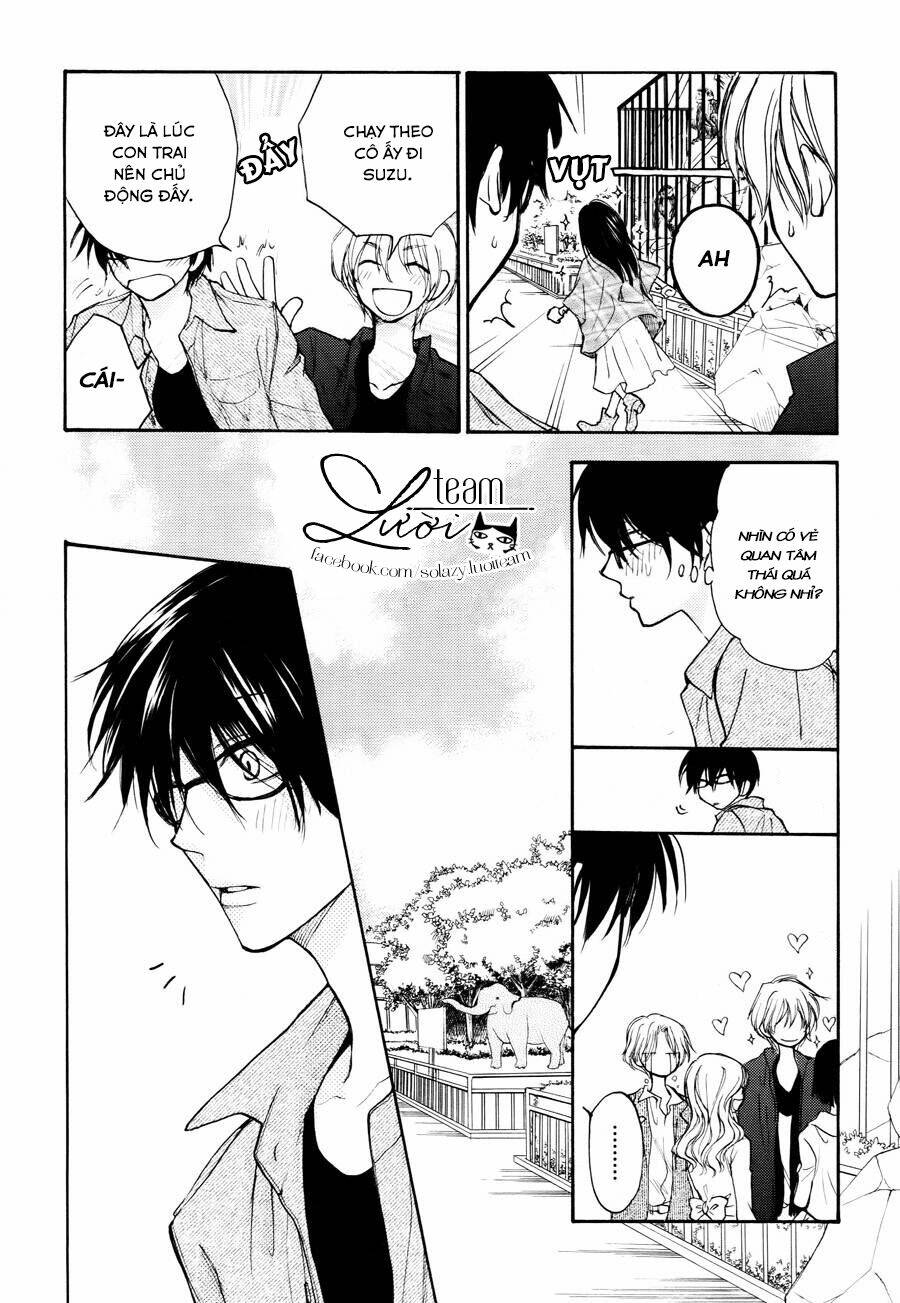 VỤT
AH
CHẠY THEO
CÔ ẤY ĐI
SUZU.
ĐẨY
ĐÂY LÀ LÚC
CON TRAI
NÊN CHỦ
ĐỘNG ĐẤY.
CÁI-
team
Lười
facebook.com/solazy.luoiteam
NHÌN CÓ VẺ
QUAN TÂM
THÁI QUÁ
KHÔNG NHỈ?
........